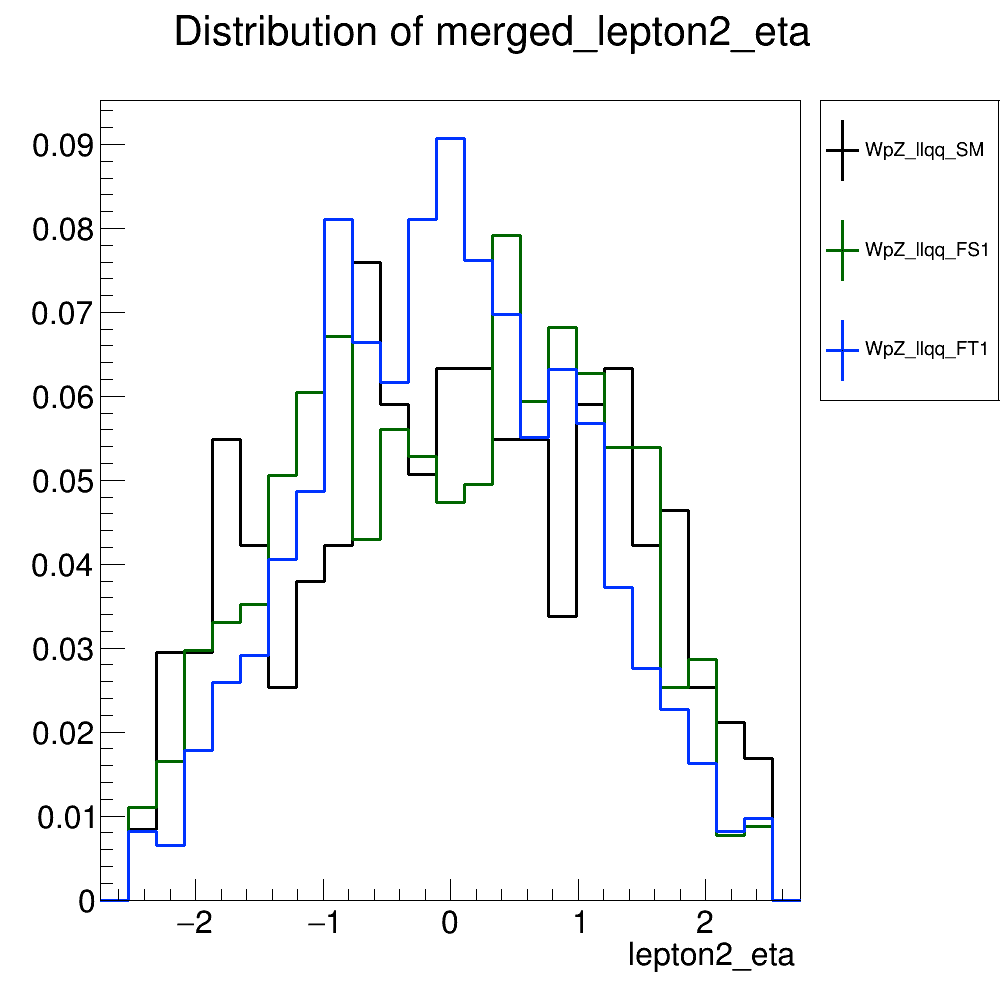 Distribution of merged_lepton2_eta
0.09
0.08
0.07
0.06
0.05
0.04
0.03
0.02
0.01
0
−2 −1 0 1 2
lepton2_eta
WpZ_llqq_SM
WpZ_llqq_FS1
WpZ_llqq_FT1